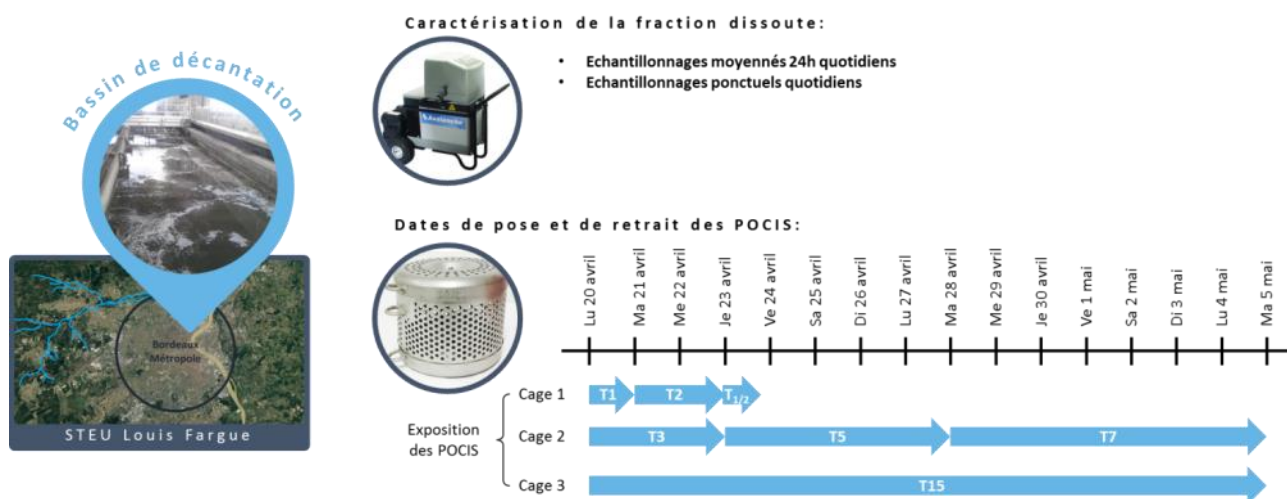 Caractérisation de la fraction dissoute:
• Echantillonnages moyennés 24h quotidiens
• Echantillonnages ponctuels quotidiens
Bassin de décantation
Bordeaux
Métropole
STEU Louis Fargue
Dates de pose et de retrait des POCIS:
Lu 20 avril
Ma 21 avril
Me 22 avril
Je 23 avril
Ve 24 avril
Sa 25 avril
Di 26 avril
Lu 27 avril
Ma 28 avril
Me 29 avril
Je 30 avril
Ve 1 mai
Sa 2 mai
Di 3 mai
Lu 4 mai
Ma 5 mai
Exposition
des POCIS
Cage 1
T1
T2
T1/2
Cage 2
T3
T5
T7
Cage 3
T15